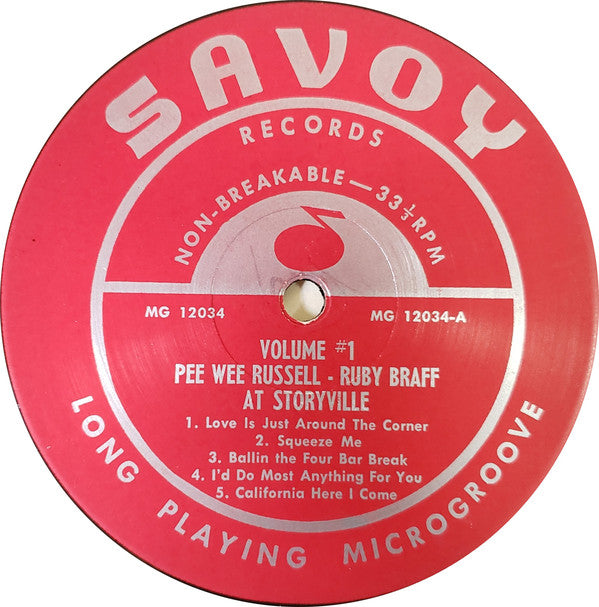 SAVOY
RECORDS
NON-BREAKABLE — 33⅓ RPM
MG 12034
MG 12034-A
VOLUME #1
PEE WEE RUSSELL - RUBY BRAFF
AT STORYVILLE
1. Love Is Just Around The Corner
2. Squeeze Me
3. Ballin the Four Bar Break
4. I'd Do Most Anything For You
5. California Here I Come
LONG PLAYING MICROGROOVE